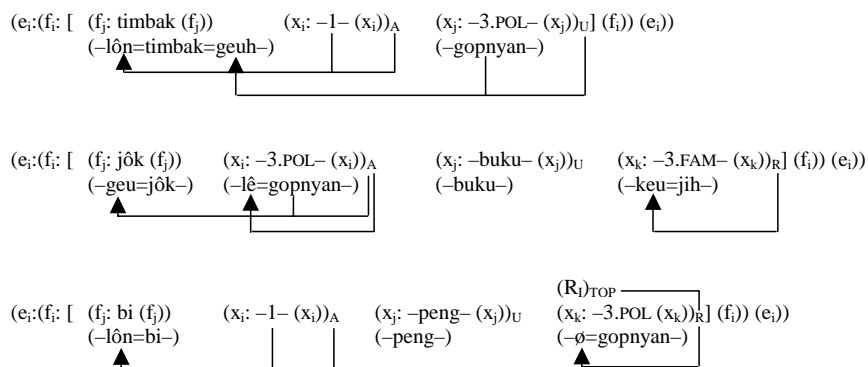 (eᵢ:(fᵢ: [ (fⱼ: timbak (fⱼ)) (xᵢ: –1– (xᵢ))A (xⱼ: –3.POL– (xⱼ))U] (fᵢ)) (eᵢ))
(–lôn=timbak=geuh–) (–gopnyan–)
(eᵢ:(fᵢ: [ (fⱼ: jôk (fⱼ)) (xᵢ: –3.POL– (xᵢ))A (xⱼ: –buku– (xⱼ))U (xₖ: –3.FAM– (xₖ))R] (fᵢ)) (eᵢ))
(–geu=jôk–) (–lê=gopnyan–) (–buku–) (–keu=jih–)
(RI)TOP
(eᵢ:(fᵢ: [ (fⱼ: bi (fⱼ)) (xᵢ: –1– (xᵢ))A (xⱼ: –peng– (xⱼ))U (xₖ: –3.POL (xₖ))R] (fᵢ)) (eᵢ))
(–lôn=bi–) (–peng–) (–ø=gopnyan–)